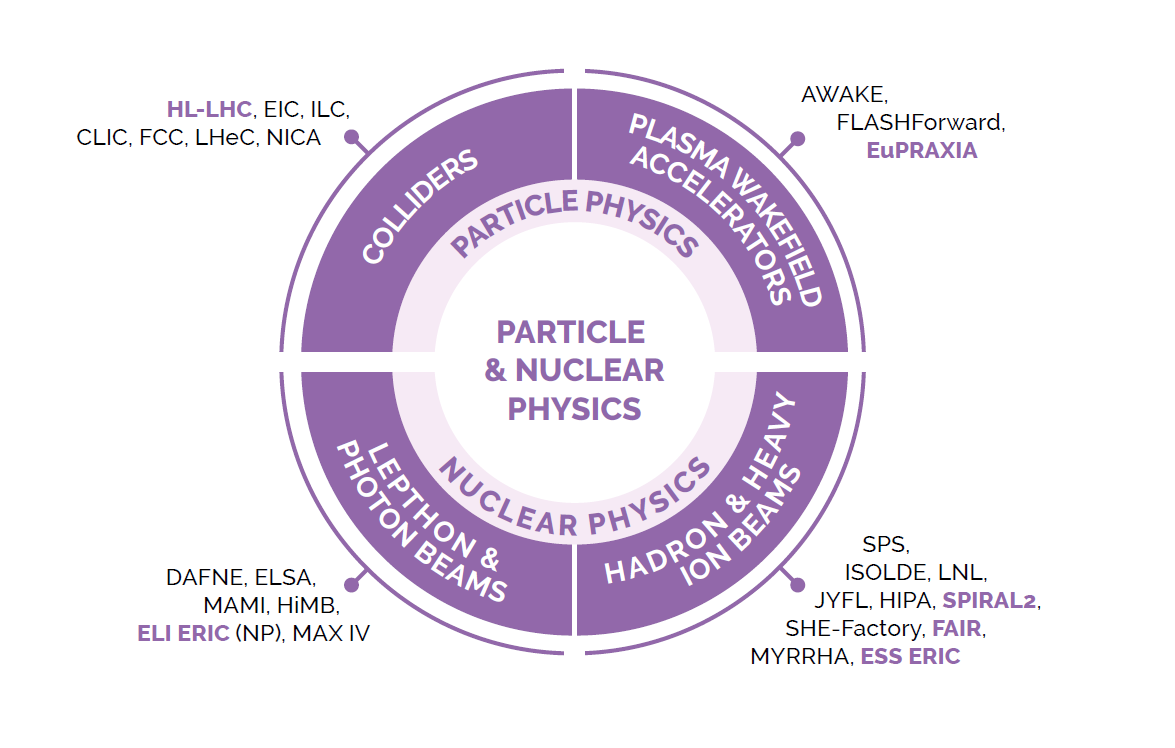 HL-LHC, EIC, ILC,
CLIC, FCC, LHeC, NICA
AWAKE,
FLASHForward,
EuPRAXIA
COLLIDERS
PLASMA WAKEFIELD
ACCELERATORS
PARTICLE PHYSICS
PARTICLE
& NUCLEAR
PHYSICS
NUCLEAR PHYSICS
LEPTHON &
PHOTON BEAMS
HADRON & HEAVY
ION BEAMS
DAFNE, ELSA,
MAMI, HiMB,
ELI ERIC (NP), MAX IV
SPS,
ISOLDE, LNL,
JYFL, HIPA, SPIRAL2,
SHE-Factory, FAIR,
MYRRHA, ESS ERIC